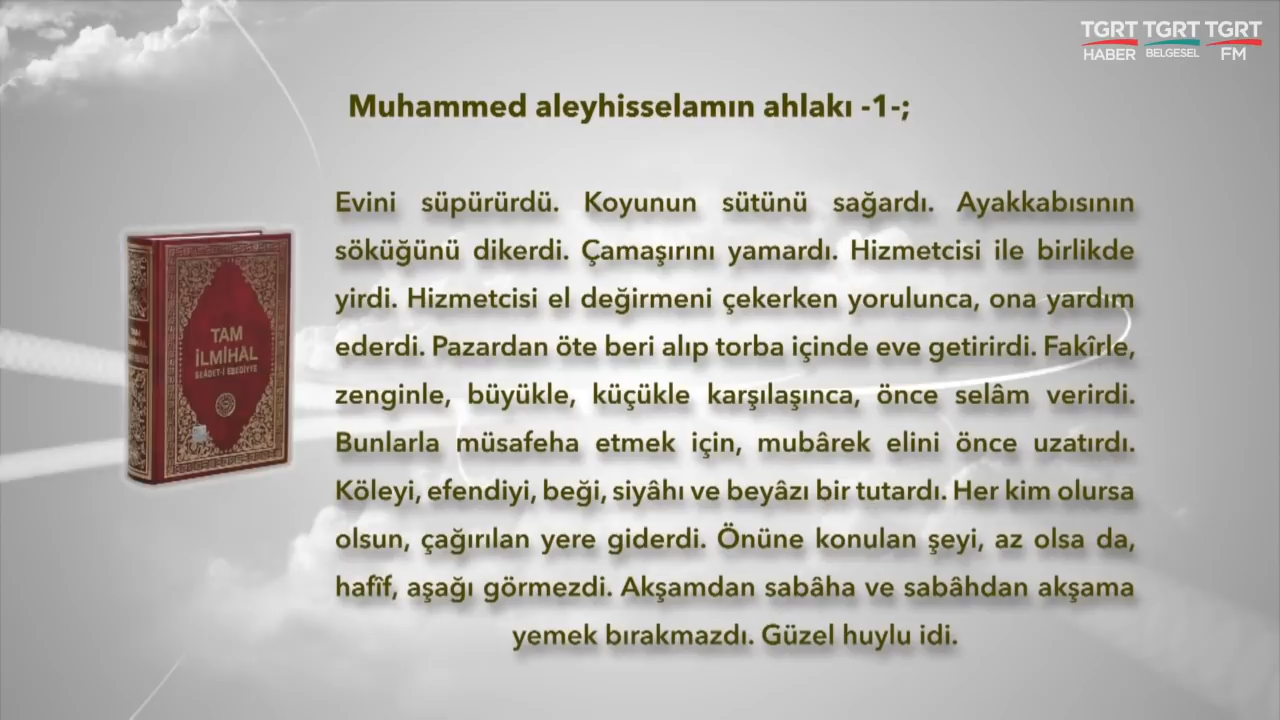 TGRT HABER TGRT BELGESEL TGRT FM
Muhammed aleyhisselamın ahlakı -1-;
Evini süpürürdü. Koyunun sütünü sağardı. Ayakkabısının
söküğünü dikerdi. Çamaşırını yamardı. Hizmetcisi ile birlikde
yirdi. Hizmetcisi el değirmeni çekerken yorulunca, ona yardım
ederdi. Pazardan öte beri alıp torba içinde eve getirirdi. Fakîrle,
zenginle, büyükle, küçükle karşılaşınca, önce selâm verirdi.
Bunlarla müsafeha etmek için, mubârek elini önce uzatırdı.
Köleyi, efendiyi, beği, siyâhı ve beyâzı bir tutardı. Her kim olursa
olsun, çağırılan yere giderdi. Önüne konulan şeyi, az olsa da,
hafîf, aşağı görmezdi. Akşamdan sabâha ve sabâhdan akşama
yemek bırakmazdı. Güzel huylu idi.
TAM
İLMİHÂL
SEÂDET-İ EBEDİYYE